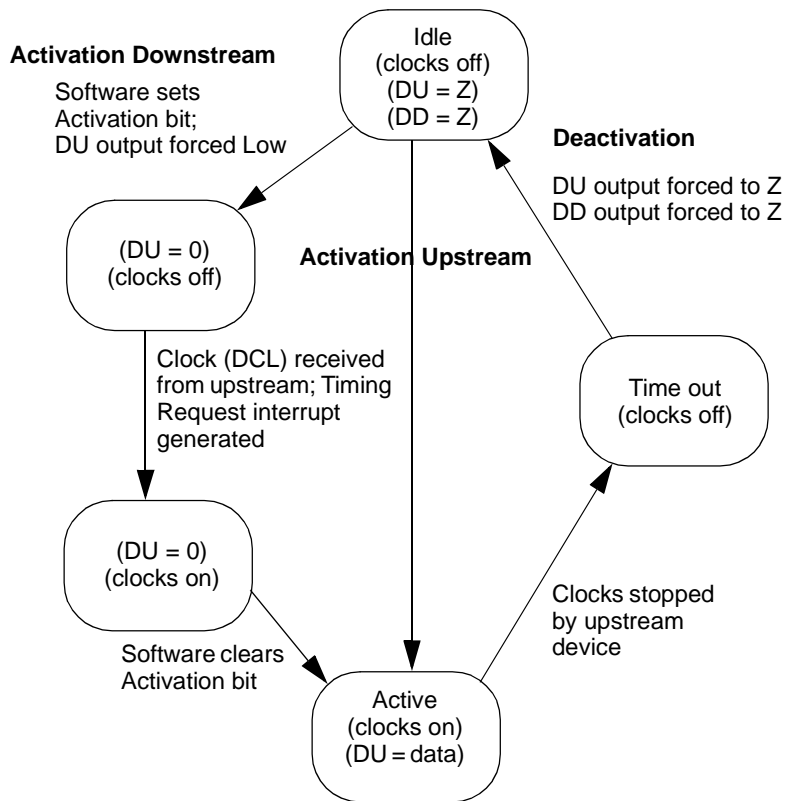 Idle
(clocks off)
(DU = Z)
(DD = Z)
Activation Downstream
Software sets
Activation bit;
DU output forced Low
Deactivation
DU output forced to Z
DD output forced to Z
(DU = 0)
(clocks off)
Activation Upstream
Clock (DCL) received
from upstream; Timing
Request interrupt
generated
Time out
(clocks off)
(DU = 0)
(clocks on)
Clocks stopped
by upstream
device
Software clears
Activation bit
Active
(clocks on)
(DU = data)